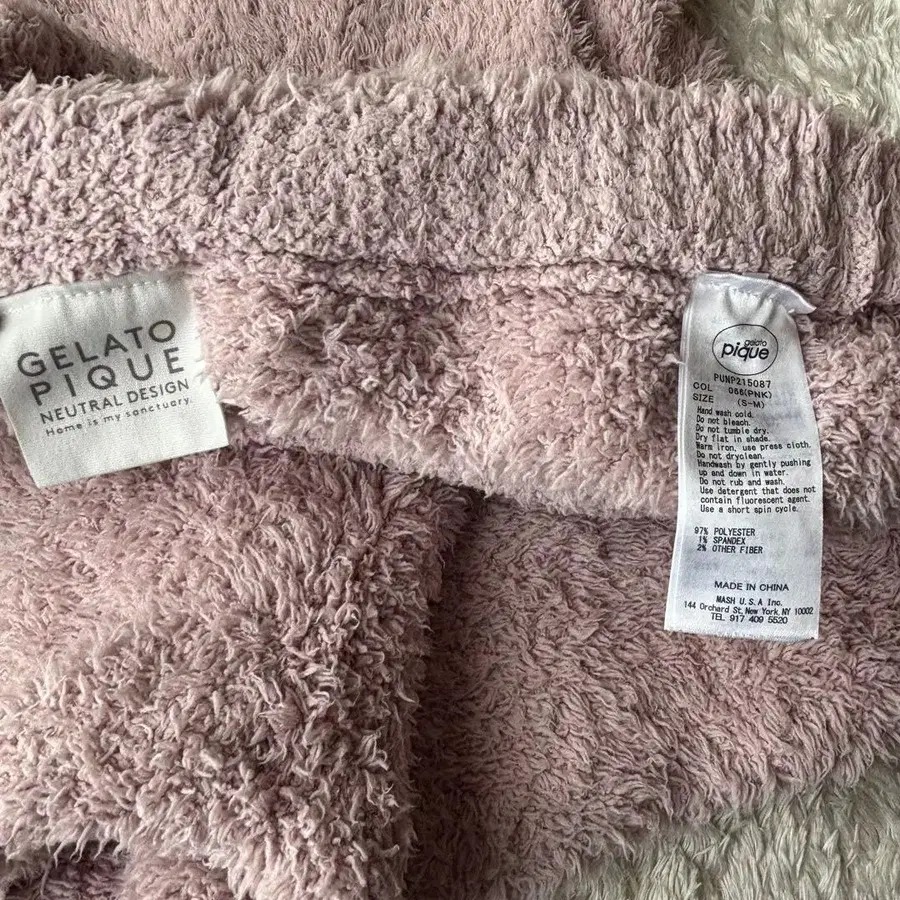 GELATO
PIQUE
NEUTRAL DESIGN
Home is my sanctuary.
gelato
pique
PUNP215087
COL 066(PNK)
SIZE (S-M)
Hand wash cold.
Do not bleach.
Do not tumble dry.
Dry flat in shade.
Warm iron, use press cloth.
Do not dryclean.
Handwash by gently pushing
up and down in water.
Do not rub and wash.
Use detergent that does not
contain fluorescent agent.
Use a short spin cycle.
97% POLYESTER
1% SPANDEX
2% OTHER FIBER
MADE IN CHINA
MASH U.S.A Inc.
144 Orchard St, New York, NY 10002
TEL 917 409 5520